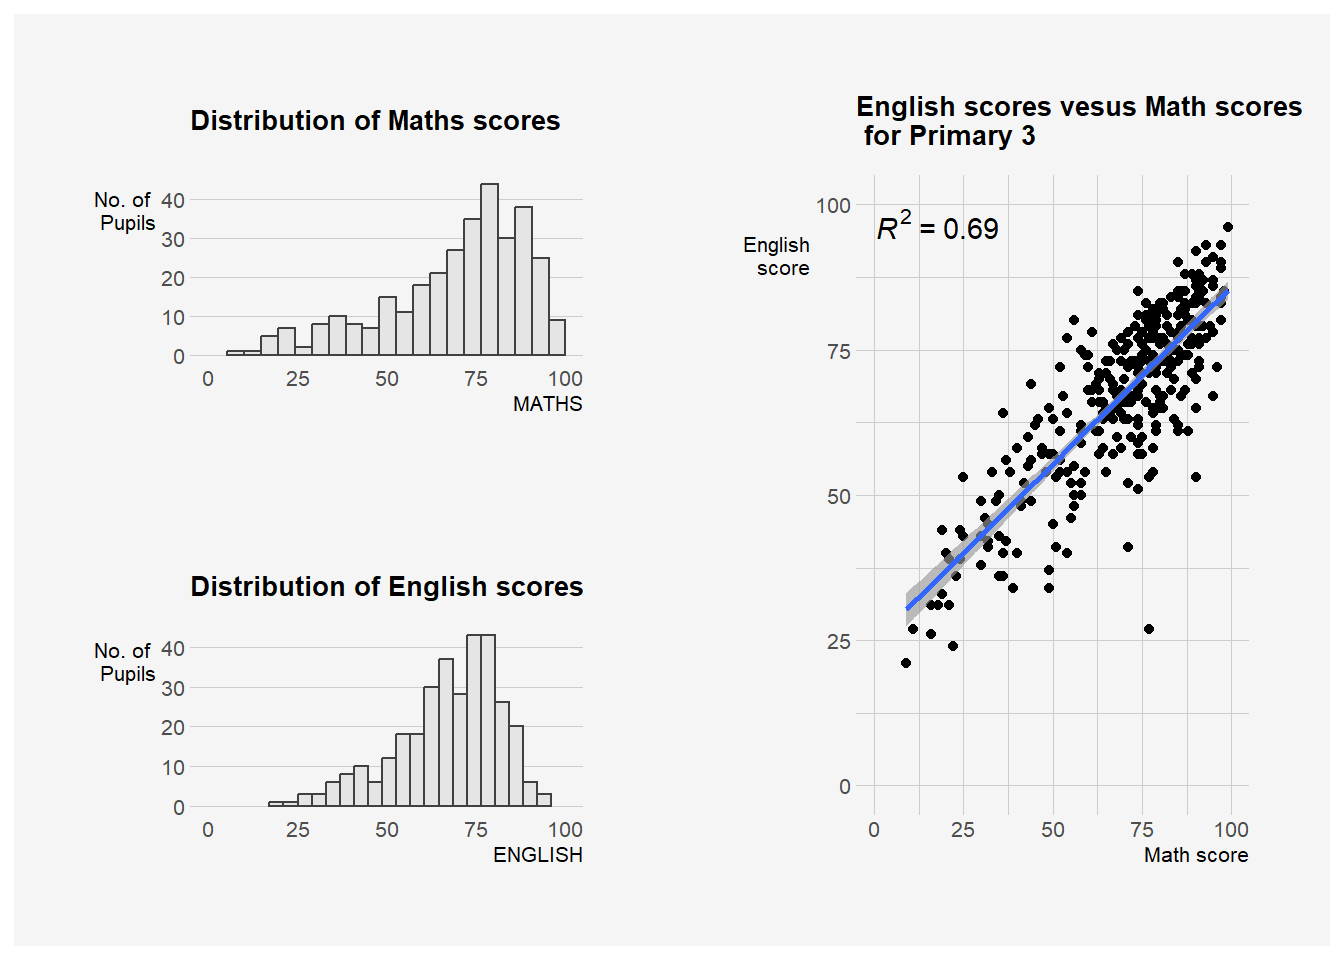 Distribution of Maths scores
No. of
Pupils
40
30
20
10
0
0 25 50 75 100
MATHS
Distribution of English scores
No. of
Pupils
40
30
20
10
0
0 25 50 75 100
ENGLISH
English scores vesus Math scores
for Primary 3
English
score
R² = 0.69
100
75
50
25
0
0 25 50 75 100
Math score